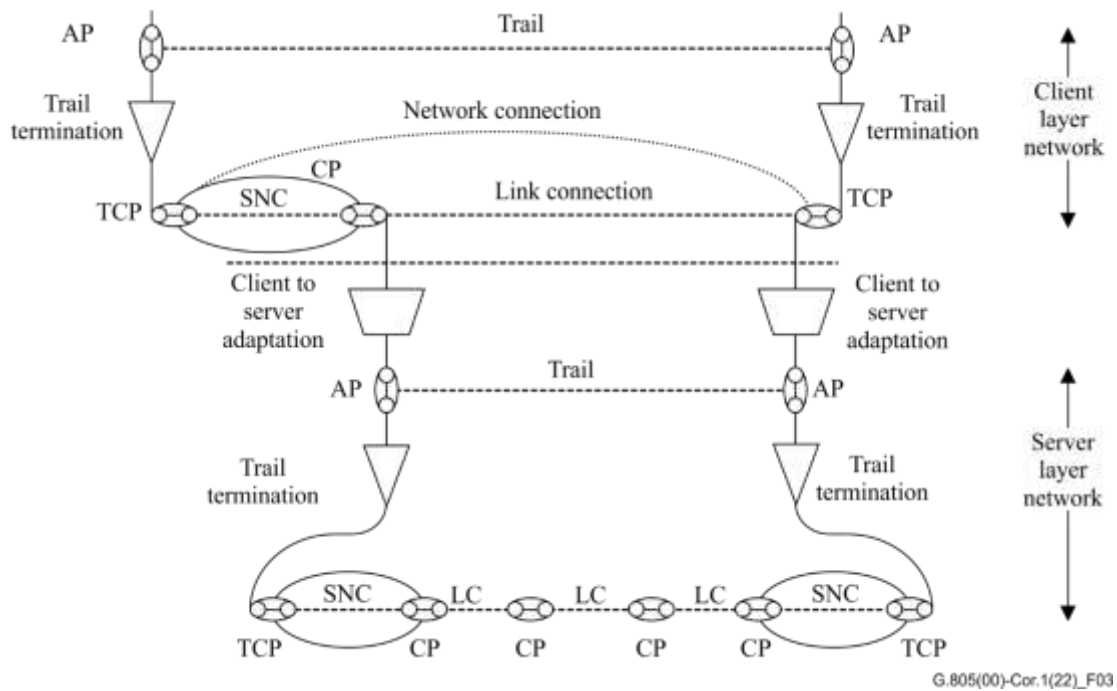 AP
Trail
AP
Trail
termination
Network connection
Trail
termination
Client
layer
network
CP
TCP
SNC
Link connection
TCP
Client to
server
adaptation
Client to
server
adaptation
Trail
AP
AP
Trail
termination
Trail
termination
Server
layer
network
SNC
LC
LC
LC
SNC
TCP
CP
CP
CP
CP
TCP
G.805(00)-Cor.1(22)_F03